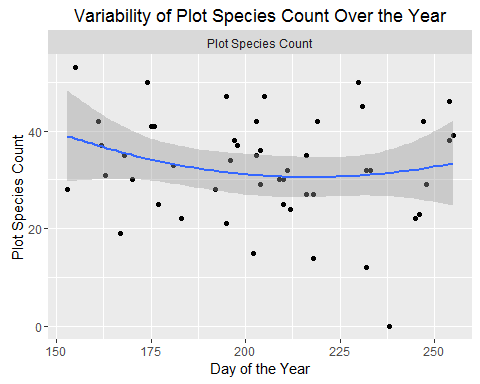 Variability of Plot Species Count Over the Year
Plot Species Count
Plot Species Count
40
20
0
150 175 200 225 250
Day of the Year